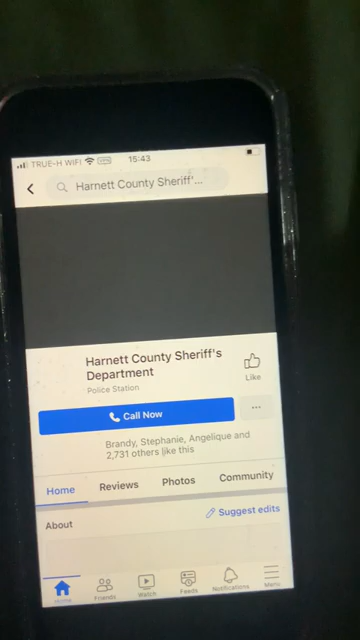 TRUE-H WIFI VPN 15:43
Harnett County Sheriff'...
Harnett County Sheriff's
Department
Police Station
Like
Call Now
Brandy, Stephanie, Angelique and
2,731 others like this
Home Reviews Photos Community
About Suggest edits
Home Friends Watch Feeds Notifications Menu